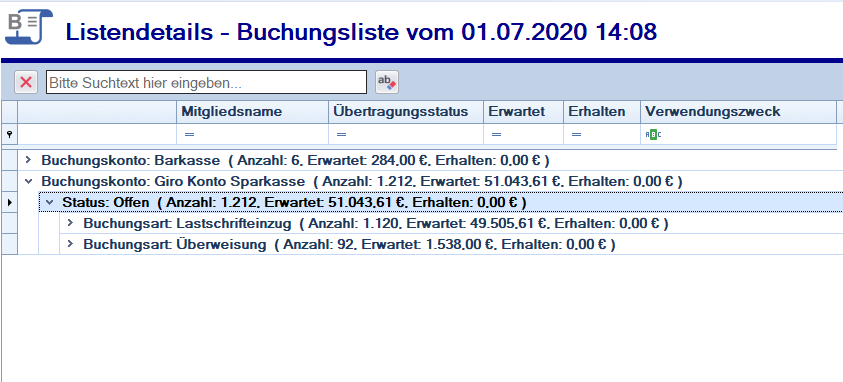 Listendetails - Buchungsliste vom 01.07.2020 14:08
Bitte Suchtext hier eingeben...
Mitgliedsname Übertragungsstatus Erwartet Erhalten Verwendungszweck
= = = = ABC
Buchungskonto: Barkasse ( Anzahl: 6, Erwartet: 284,00 €, Erhalten: 0,00 € )
Buchungskonto: Giro Konto Sparkasse ( Anzahl: 1.212, Erwartet: 51.043,61 €, Erhalten: 0,00 € )
Status: Offen ( Anzahl: 1.212, Erwartet: 51.043,61 €, Erhalten: 0,00 € )
Buchungsart: Lastschrifteinzug ( Anzahl: 1.120, Erwartet: 49.505,61 €, Erhalten: 0,00 € )
Buchungsart: Überweisung ( Anzahl: 92, Erwartet: 1.538,00 €, Erhalten: 0,00 € )